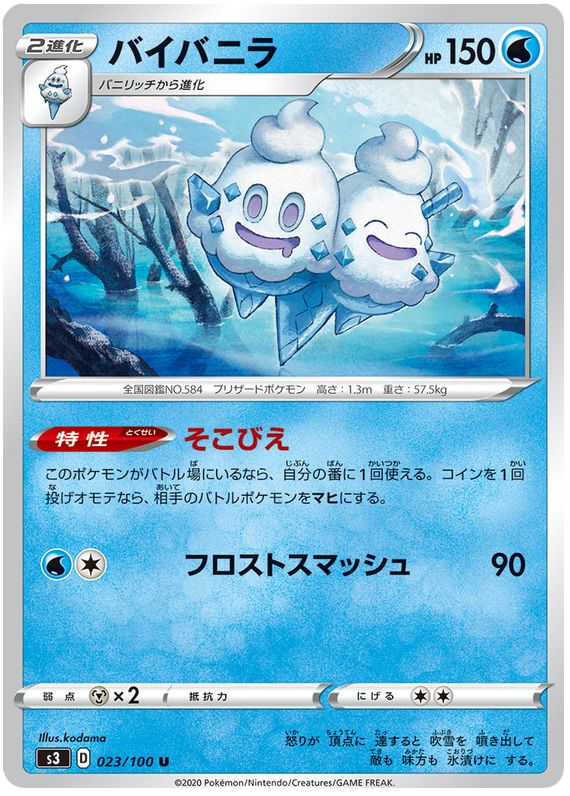 2進化
バイバニラ
HP 150
バニリッチから進化
全国図鑑NO.584 ブリザードポケモン 高さ:1.3m 重さ:57.5kg
特性 とくせい そこびえ
このポケモンがバトル場にいるなら、自分の番に1回使える。コインを1回
投げオモテなら、相手のバトルポケモンをマヒにする。
フロストスマッシュ 90
弱点 ×2 抵抗力 にげる
Illus.kodama
怒りが 頂点に 達すると 吹雪を 噴き出して
敵も 味方も 氷漬けに する。
s3 D 023/100 U
©2020 Pokémon/Nintendo/Creatures/GAME FREAK.